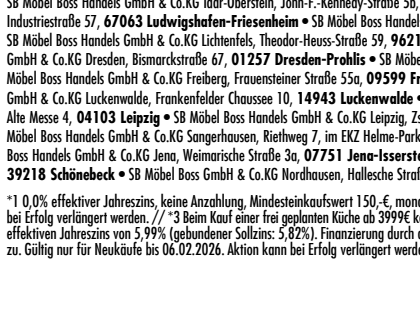 SB Möbel Boss Handels GmbH & Co.KG Idar-Oberstein, John-F.-Kennedy-Straße 5b,
Industriestraße 57, 67063 Ludwigshafen-Friesenheim • SB Möbel Boss Handel
SB Möbel Boss Handels GmbH & Co.KG Lichtenfels, Theodor-Heuss-Straße 59, 9621
GmbH & Co.KG Dresden, Bismarckstraße 67, 01257 Dresden-Prohlis • SB Möbe
Möbel Boss Handels GmbH & Co.KG Freiberg, Frauensteiner Straße 55a, 09599 Fr
GmbH & Co.KG Luckenwalde, Frankenfelder Chaussee 10, 14943 Luckenwalde •
Alte Messe 4, 04103 Leipzig • SB Möbel Boss Handels GmbH & Co.KG Leipzig, Zs
Möbel Boss Handels GmbH & Co.KG Sangerhausen, Riethweg 7, im EKZ Helme-Park
Boss Handels GmbH & Co.KG Jena, Weimarische Straße 3a, 07751 Jena-Isserste
39218 Schönebeck • SB Möbel Boss GmbH & Co.KG Nordhausen, Hallesche Straß
*1 0,0% effektiver Jahreszins, keine Anzahlung, Mindesteinkaufswert 150,-€, mona
bei Erfolg verlängert werden. // *3 Beim Kauf einer frei geplanten Küche ab 3999€ k
effektiven Jahreszins von 5,99% (gebundener Sollzins: 5,82%). Finanzierung durch
zu. Gültig nur für Neukäufe bis 06.02.2026. Aktion kann bei Erfolg verlängert werde